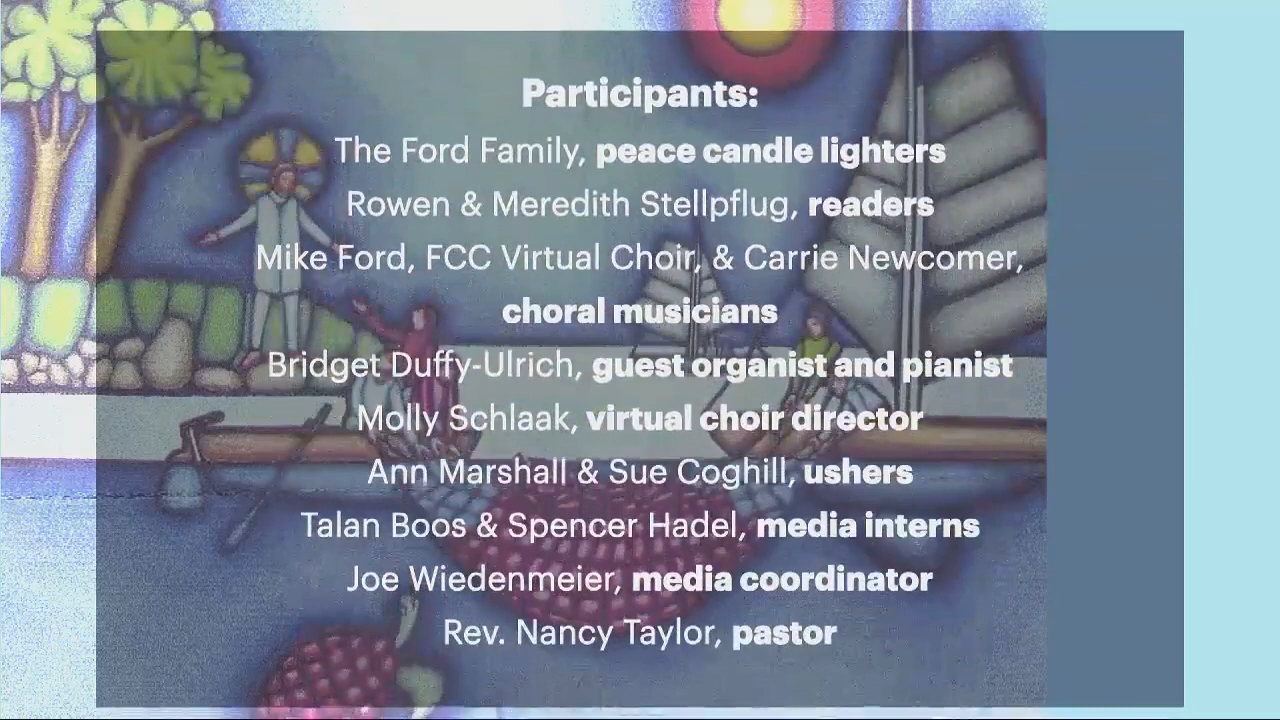 Participants:
The Ford Family, peace candle lighters
Rowen & Meredith Stellpflug, readers
Mike Ford, FCC Virtual Choir, & Carrie Newcomer,
choral musicians
Bridget Duffy-Ulrich, guest organist and pianist
Molly Schlaak, virtual choir director
Ann Marshall & Sue Coghill, ushers
Talan Boos & Spencer Hadel, media interns
Joe Wiedenmeier, media coordinator
Rev. Nancy Taylor, pastor